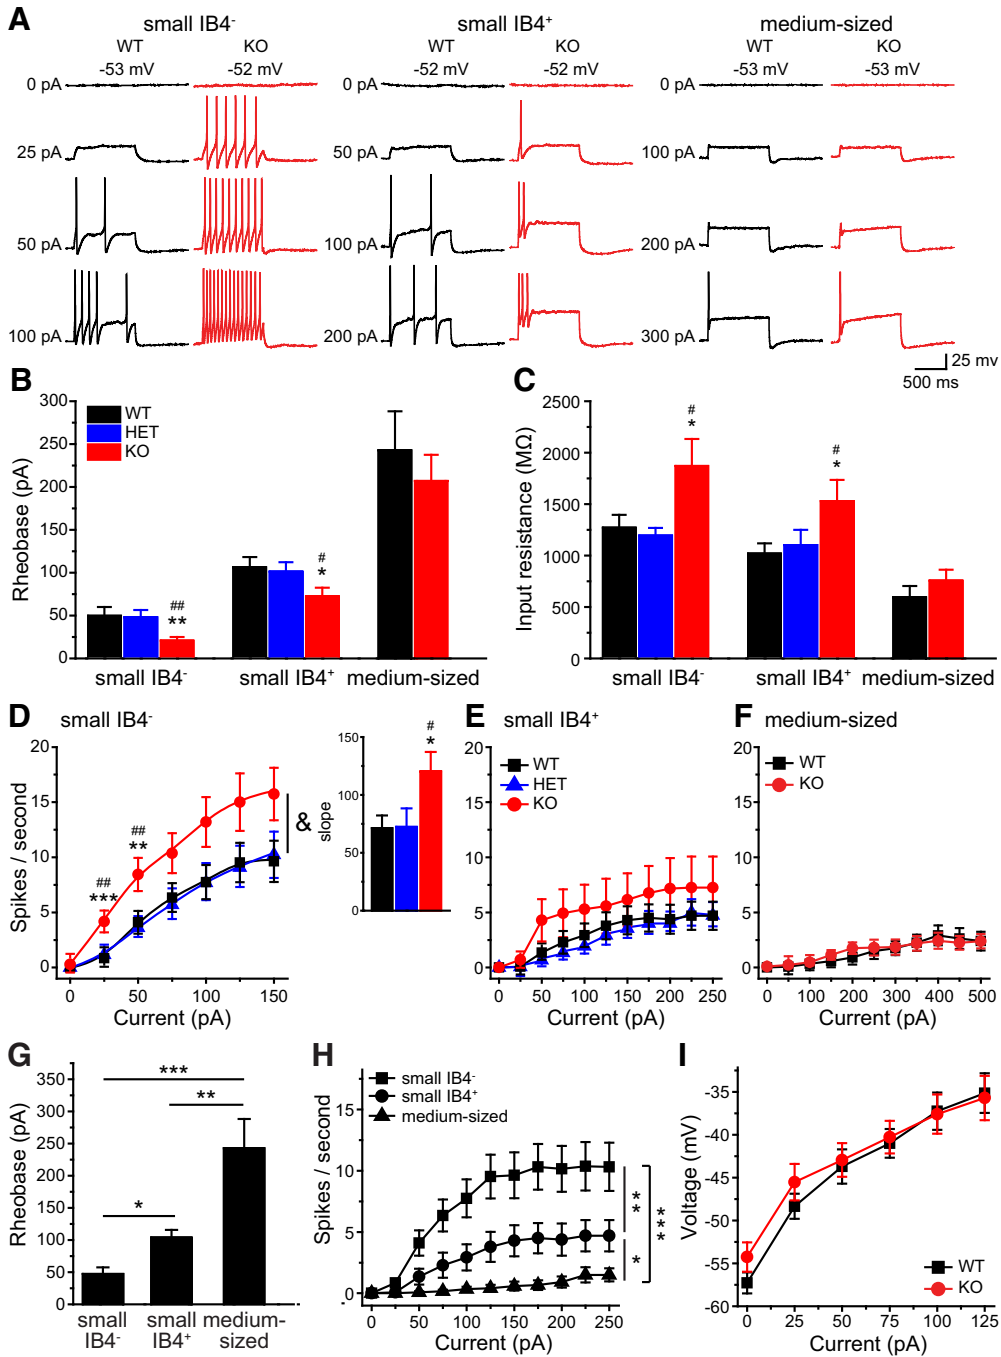 A
small IB4-
small IB4+
medium-sized
WT KO WT KO WT KO
-53 mV -52 mV -52 mV -52 mV -53 mV -53 mV
0 pA 0 pA 0 pA
25 pA 50 pA 100 pA
50 pA 100 pA 200 pA
100 pA 200 pA 300 pA
25 mv
500 ms
B
Rheobase (pA)
300
250
200
150
100
50
0
WT
HET
KO
##
**
#
*
small IB4- small IB4+ medium-sized
C
Input resistance (MΩ)
2500
2000
1500
1000
500
0
#
*
#
*
small IB4- small IB4+ medium-sized
D small IB4-
Spikes / second
20
15
10
5
0
##
***
##
**
&
0 50 100 150
Current (pA)
slope
150
100
50
0
#
*
E small IB4+
20
15
10
5
0
WT
HET
KO
0 50 100 150 200 250
Current (pA)
F medium-sized
20
15
10
5
0
WT
KO
0 100 200 300 400 500
Current (pA)
G
Rheobase (pA)
350
300
250
200
150
100
50
0
***
**
*
small IB4- small IB4+ medium-sized
H
Spikes / second
15
10
5
0
small IB4-
small IB4+
medium-sized
**
*
***
0 50 100 150 200 250
Current (pA)
I
Voltage (mV)
-35
-40
-45
-50
-55
-60
WT
KO
0 25 50 75 100 125
Current (pA)